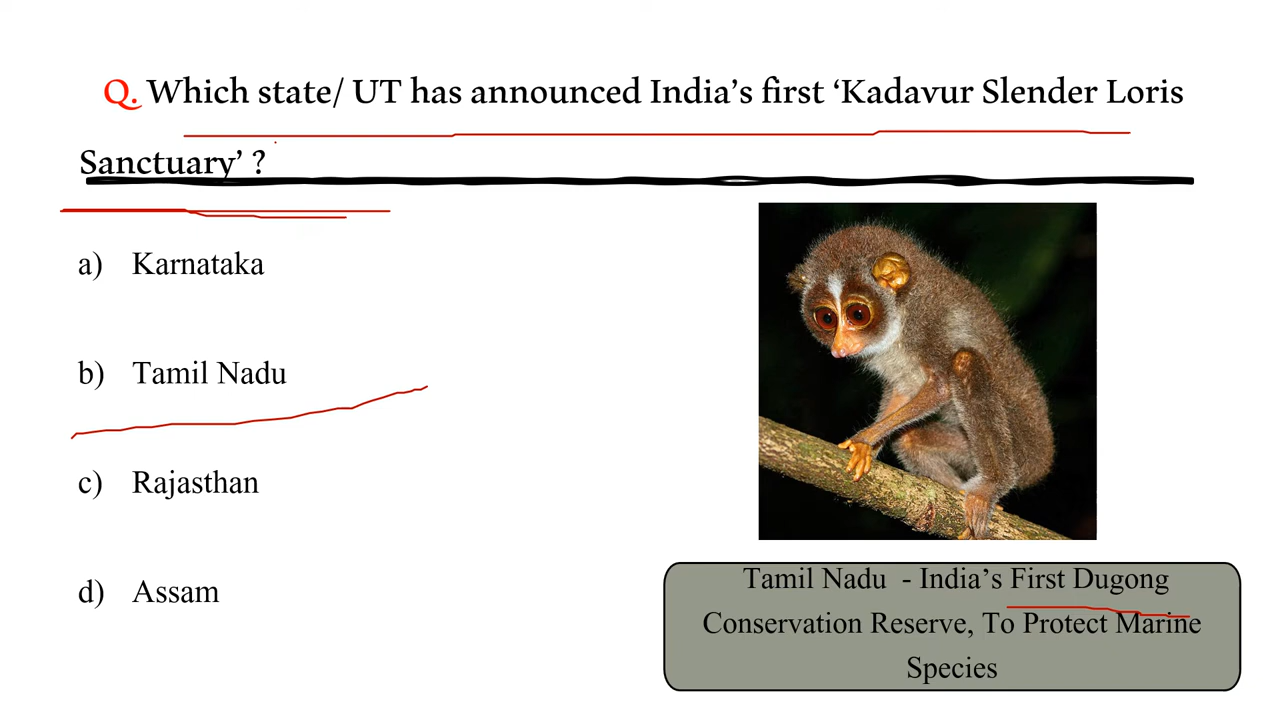 Q. Which state/ UT has announced India's first ‘Kadavur Slender Loris
Sanctuary’ ?
a) Karnataka
b) Tamil Nadu
c) Rajasthan
d) Assam
Tamil Nadu - India's First Dugong
Conservation Reserve, To Protect Marine
Species